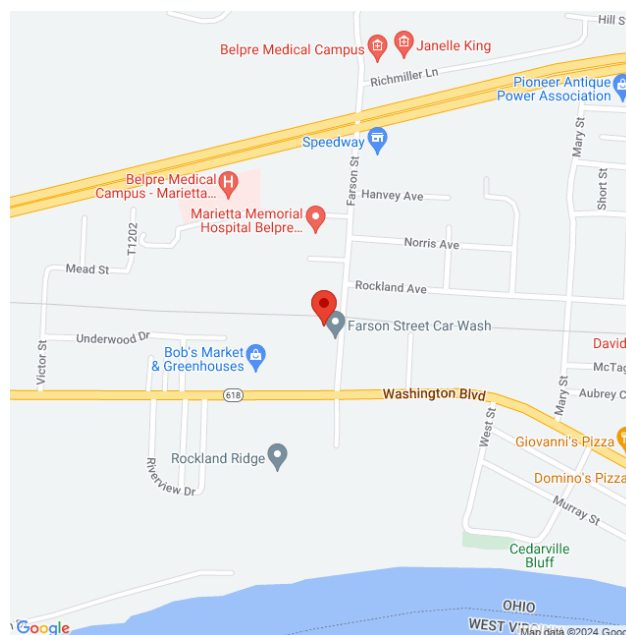 Hill S
Belpre Medical Campus
Janelle King
Richmiller Ln
Pioneer Antique
Power Association
Speedway
Mary St
Farson St
Short St
Belpre Medical
Campus - Marietta...
H
Hanvey Ave
Marietta Memorial
Hospital Belpre...
T1202
Norris Ave
Mead St
Rockland Ave
Farson Street Car Wash
Underwood Dr
David
Bob's Market
& Greenhouses
Victor St
McTag
Mary St
618
Washington Blvd
Aubrey C
West St
Giovanni's Pizza
Rockland Ridge
Riverview Dr
Domino's Pizza
Murray St
Cedarville
Bluff
OHIO
WEST VIRGIN
Google
Map data ©2024 Goog